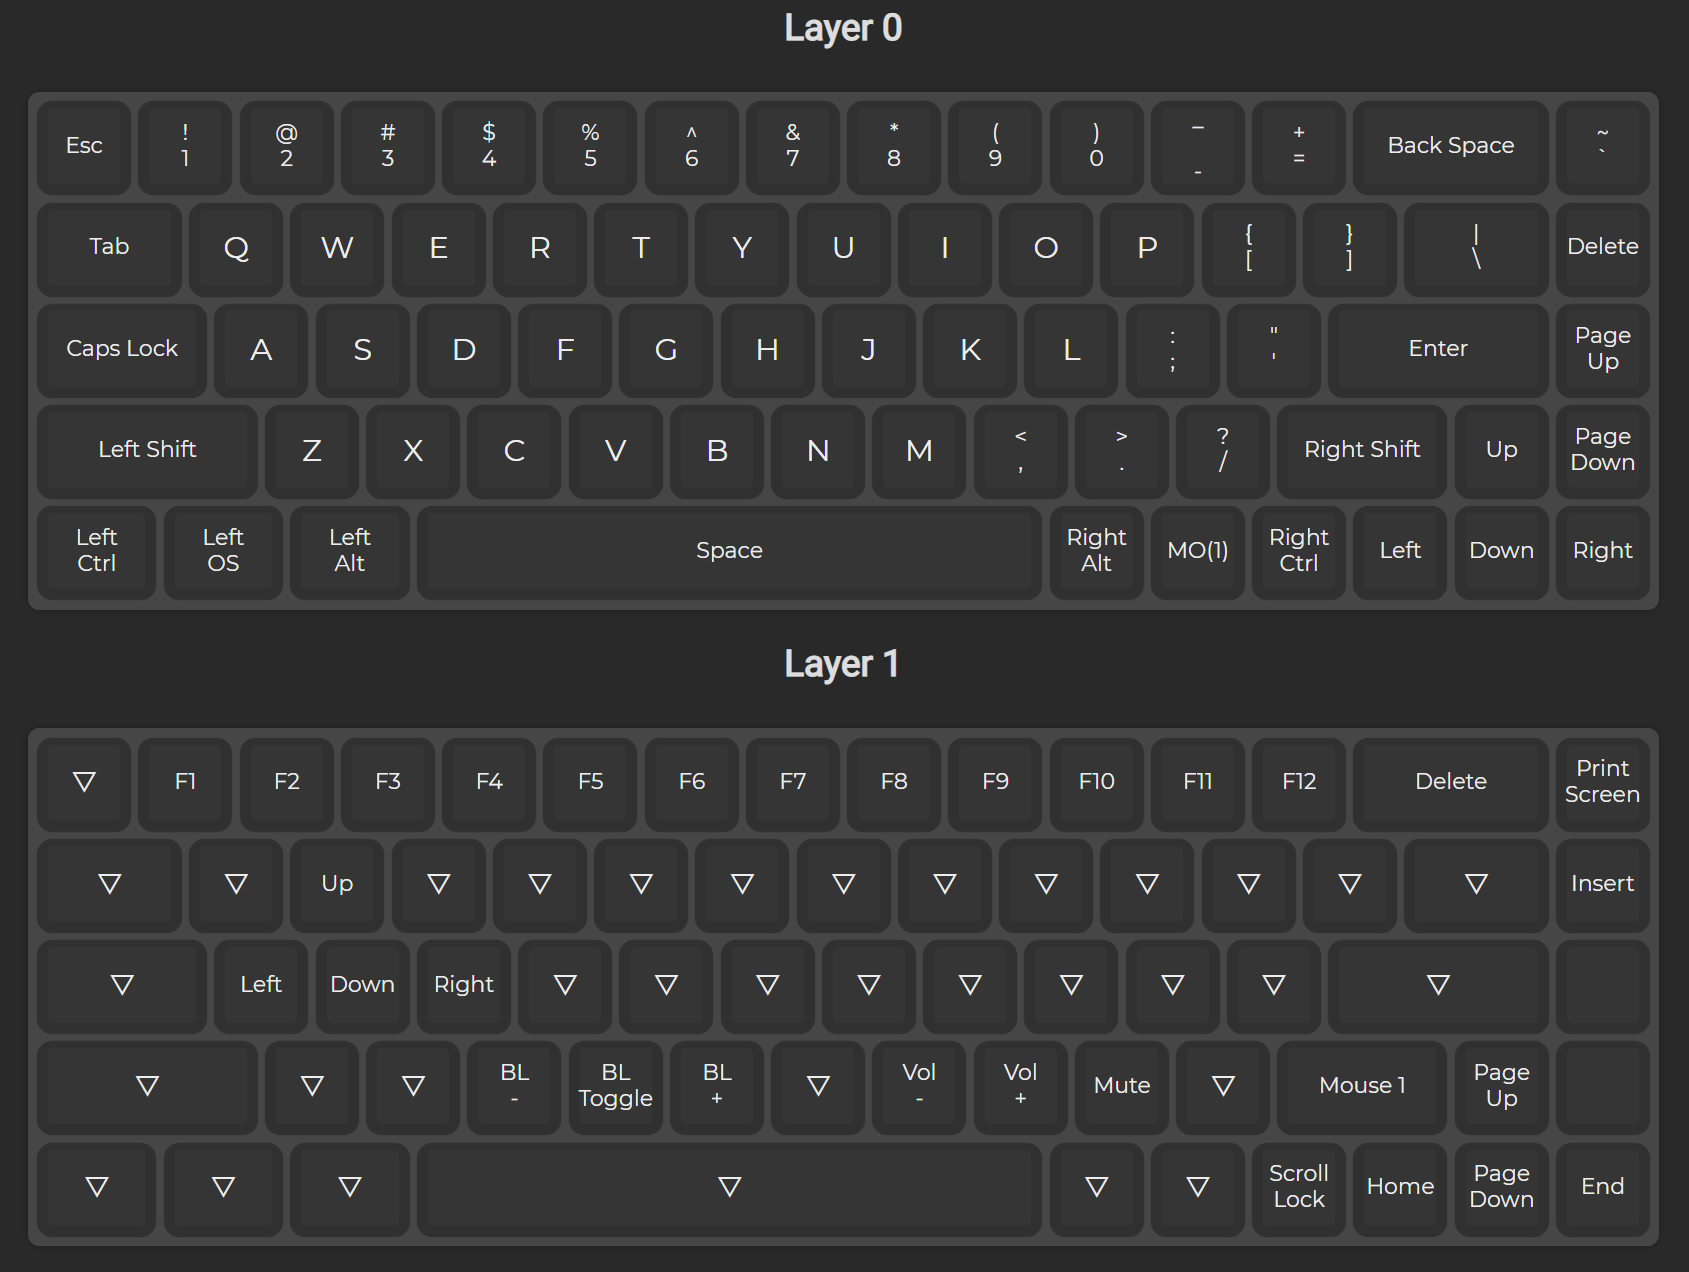 Layer 0
Esc ! @ # $ % ^ & * ( ) _ + Back Space ~
1 2 3 4 5 6 7 8 9 0 - = `
Tab Q W E R T Y U I O P { } | Delete
[ ] \
Caps Lock A S D F G H J K L : " Enter Page
; ' Up
Left Shift Z X C V B N M < > ? Right Shift Up Page
, . / Down
Left Left Left Space Right MO(1) Right Left Down Right
Ctrl OS Alt Alt Ctrl
Layer 1
▽ F1 F2 F3 F4 F5 F6 F7 F8 F9 F10 F11 F12 Delete Print
Screen
▽ ▽ Up ▽ ▽ ▽ ▽ ▽ ▽ ▽ ▽ ▽ ▽ ▽ Insert
▽ Left Down Right ▽ ▽ ▽ ▽ ▽ ▽ ▽ ▽ ▽
▽ ▽ ▽ BL BL BL ▽ Vol Vol Mute ▽ Mouse 1 Page
- Toggle + - + Up
▽ ▽ ▽ ▽ ▽ ▽ Scroll Home Page End
Lock Down